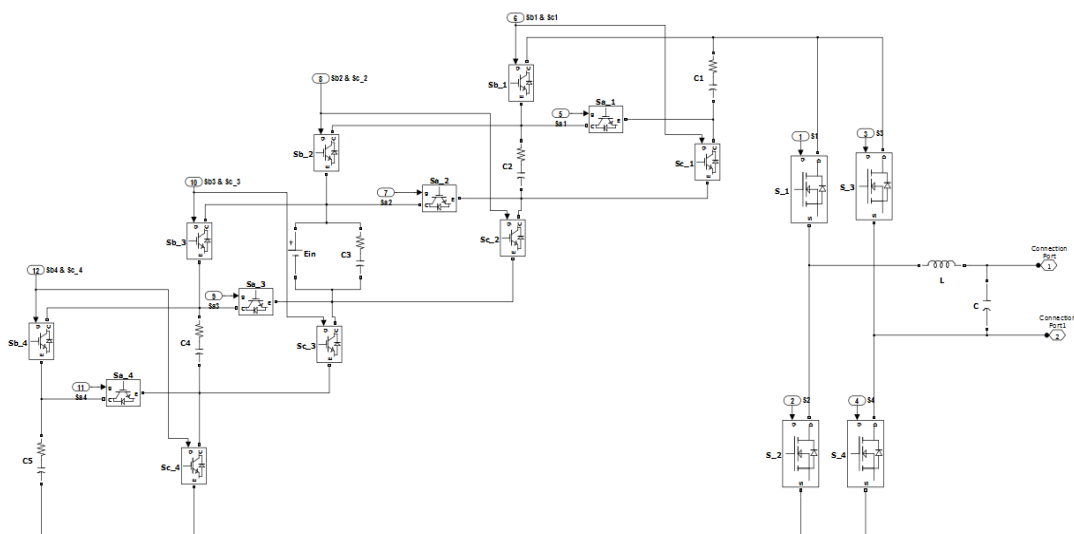 6 Sb1 & Sc1
8 Sb2 & Sc_2
Sb_1
C1
Sa_1
5
Sa1
Sb_2
C2
Sc_1
1 S1
3 S3
10 Sb3 & Sc_3
Sa_2
7
Sa2
S_1
S_3
Sb_3
Ein
C3
Sc_2
12 Sb4 & Sc_4
Sa_3
9
Sa3
L
Connection
Port
1
C
Connection
Port1
2
Sb_4
C4
Sc_3
Sa_4
11
Sa4
2 S2
4 S4
C5
Sc_4
S_2
S_4